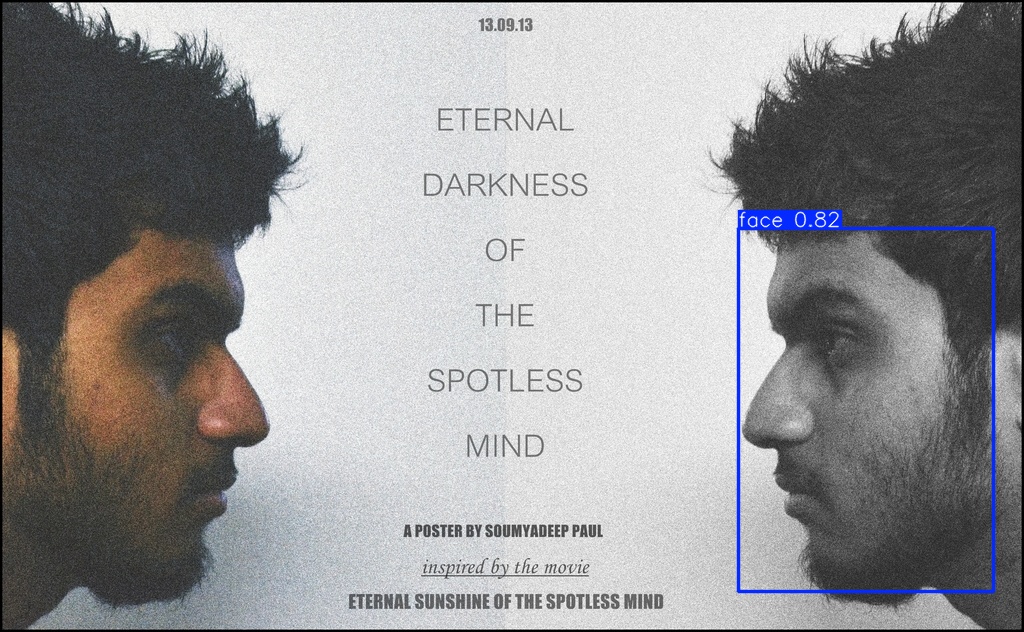 13.09.13
ETERNAL
DARKNESS
OF
THE
SPOTLESS
MIND
face 0.82
A POSTER BY SOUMYADEEP PAUL
inspired by the movie
ETERNAL SUNSHINE OF THE SPOTLESS MIND